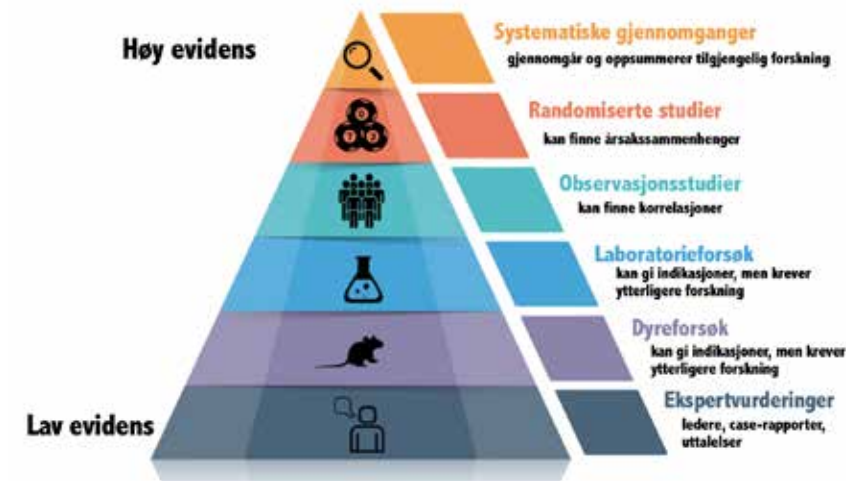 Høy evidens
Systematiske gjennomganger
gjennomgår og oppsummerer tilgjengelig forskning
Randomiserte studier
kan finne årsakssammenhenger
Observasjonsstudier
kan finne korrelasjoner
Laboratorieforsøk
kan gi indikasjoner, men krever
ytterligere forskning
Dyreforsøk
kan gi indikasjoner, men krever
ytterligere forskning
Lav evidens
Ekspertvurderinger
ledere, case-rapporter,
uttalelser